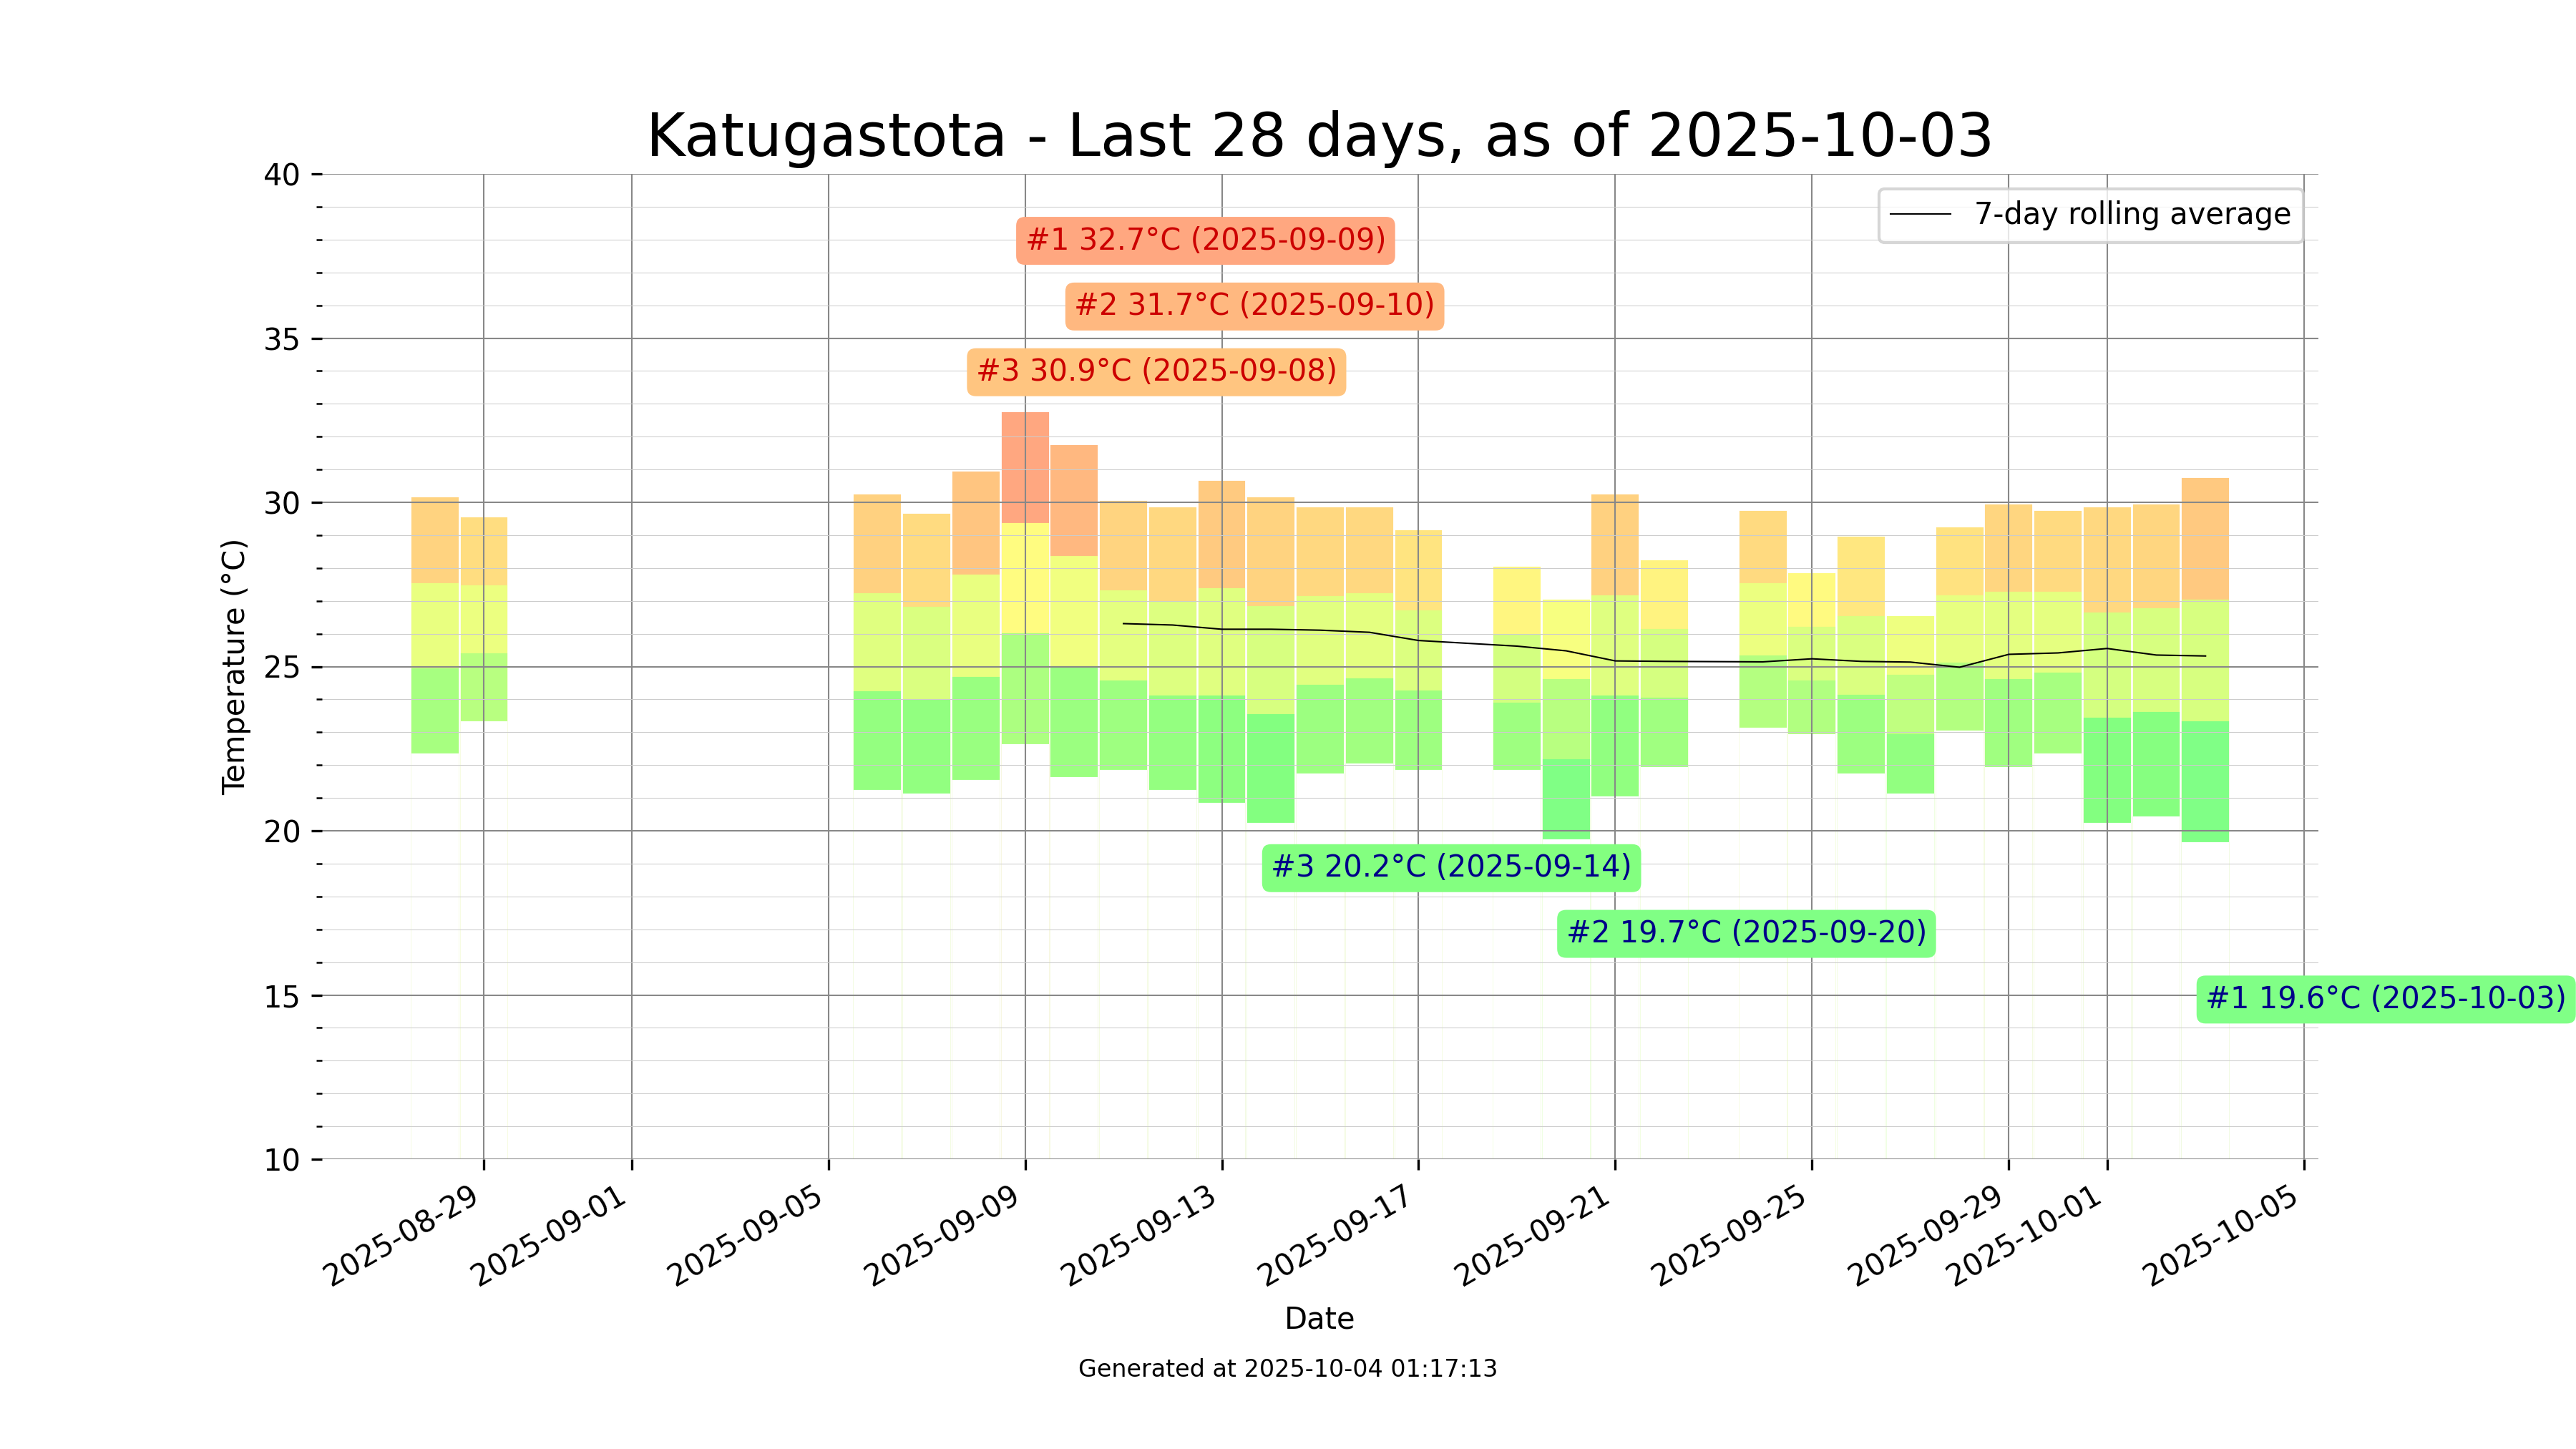 Katugastota - Last 28 days, as of 2025-10-03
40
7-day rolling average
#1 32.7°C (2025-09-09)
#2 31.7°C (2025-09-10)
35
#3 30.9°C (2025-09-08)
30
Temperature (°C)
25
20
#3 20.2°C (2025-09-14)
#2 19.7°C (2025-09-20)
15
#1 19.6°C (2025-10-03)
10
2025-08-29
2025-09-01
2025-09-05
2025-09-09
2025-09-13
2025-09-17
2025-09-21
2025-09-25
2025-09-29
2025-10-01
2025-10-05
Date
Generated at 2025-10-04 01:17:13